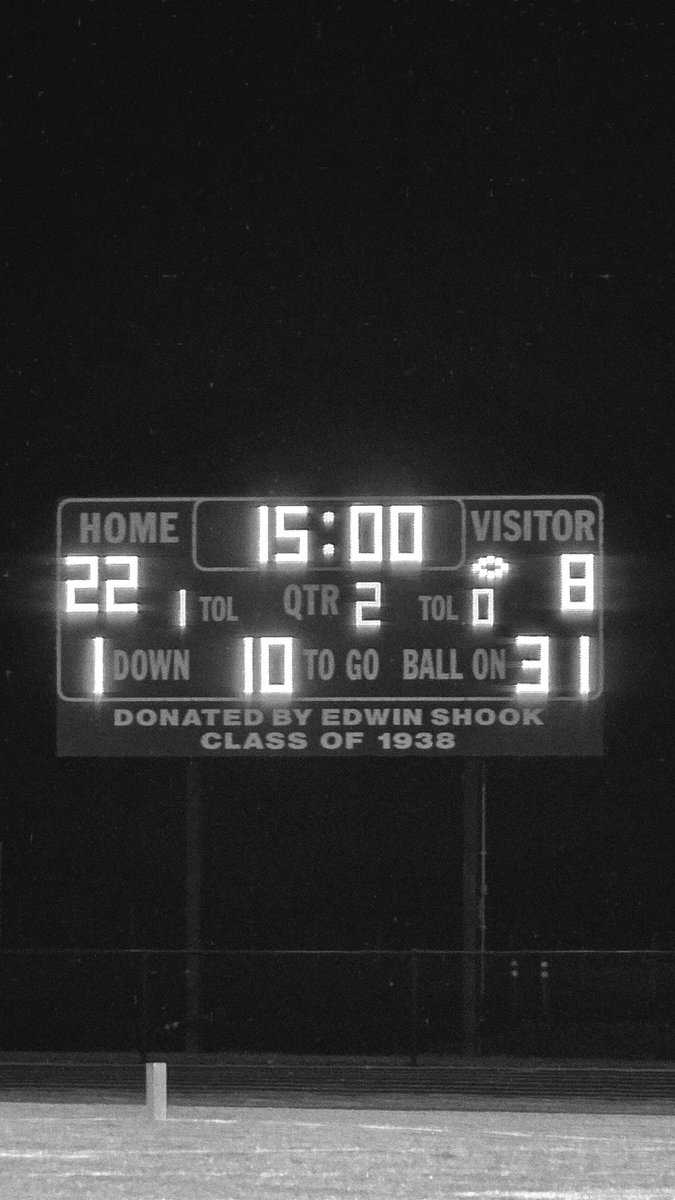 HOME 15:00 VISITOR
22 1 TOL QTR 2 TOL 0 8
1 DOWN 10 TO GO BALL ON 31
DONATED BY EDWIN SHOOK
CLASS OF 1938